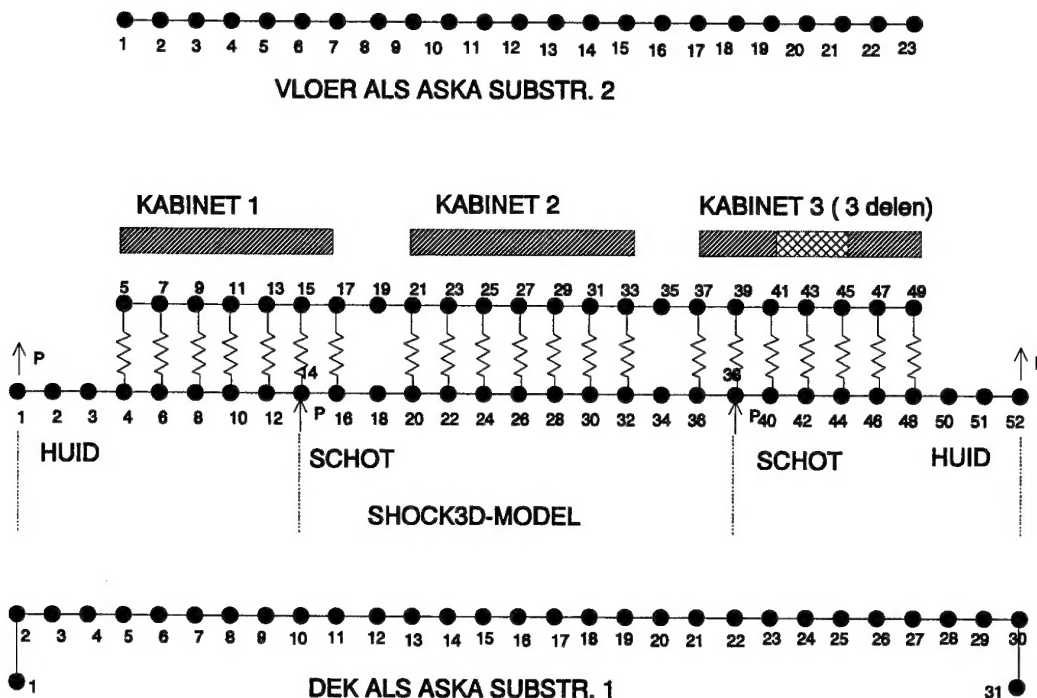 1 2 3 4 5 6 7 8 9 10 11 12 13 14 15 16 17 18 19 20 21 22 23
VLOER ALS ASKA SUBSTR. 2
KABINET 1 KABINET 2 KABINET 3 ( 3 delen)
5 7 9 11 13 15 17 19 21 23 25 27 29 31 33 35 37 39 41 43 45 47 49
P
14 38
1 2 3 4 6 8 10 12 P 16 18 20 22 24 26 28 30 32 34 36 P 40 42 44 46 48 50 51 52
HUID SCHOT SCHOT HUID
SHOCK3D-MODEL
2 3 4 5 6 7 8 9 10 11 12 13 14 15 16 17 18 19 20 21 22 23 24 25 26 27 28 29 30
1 DEK ALS ASKA SUBSTR. 1 31